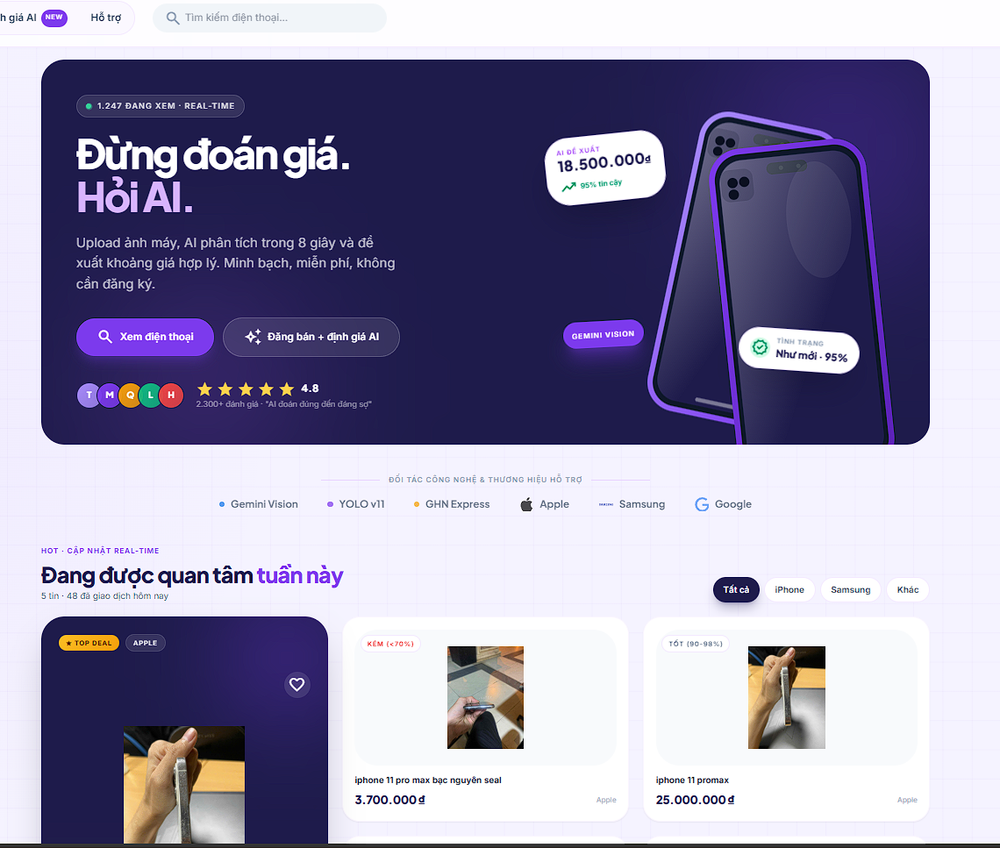 h giá AI NEW
Hỗ trợ
Tìm kiếm điện thoại...
1.247 ĐANG XEM · REAL-TIME
Đừng đoán giá.
Hỏi AI.
Upload ảnh máy, AI phân tích trong 8 giây và đề
xuất khoảng giá hợp lý. Minh bạch, miễn phí, không
cần đăng ký.
Xem điện thoại
Đăng bán + định giá AI
T M Q L H
4.8
2.300+ đánh giá · "AI đoán đúng đến đáng sợ"
AI ĐỀ XUẤT
18.500.000₫
95% tin cậy
GEMINI VISION
TÌNH TRẠNG
Như mới · 95%
ĐỐI TÁC CÔNG NGHỆ & THƯƠNG HIỆU HỖ TRỢ
Gemini Vision
YOLO v11
GHN Express
Apple
SAMSUNG Samsung
Google
HOT · CẬP NHẬT REAL-TIME
Đang được quan tâm tuần này
5 tin · 48 đã giao dịch hôm nay
Tất cả
iPhone
Samsung
Khác
★ TOP DEAL
APPLE
KÉM (<70%)
iphone 11 pro max bạc nguyên seal
3.700.000 ₫
Apple
TỐT (90-98%)
iphone 11 promax
25.000.000 ₫
Apple